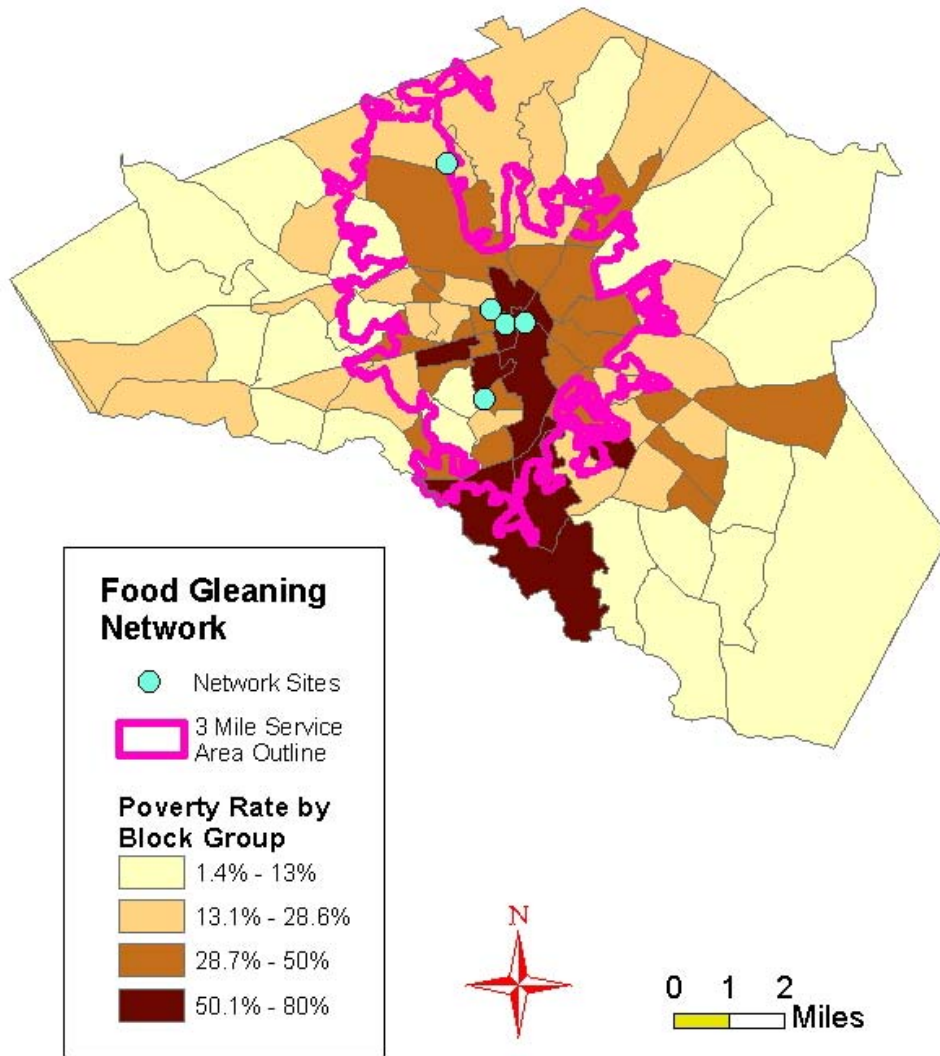 Food Gleaning
Network
Network Sites
3 Mile Service
Area Outline
Poverty Rate by
Block Group
1.4% - 13%
13.1% - 28.6%
28.7% - 50%
50.1% - 80%
N
0 1 2
Miles